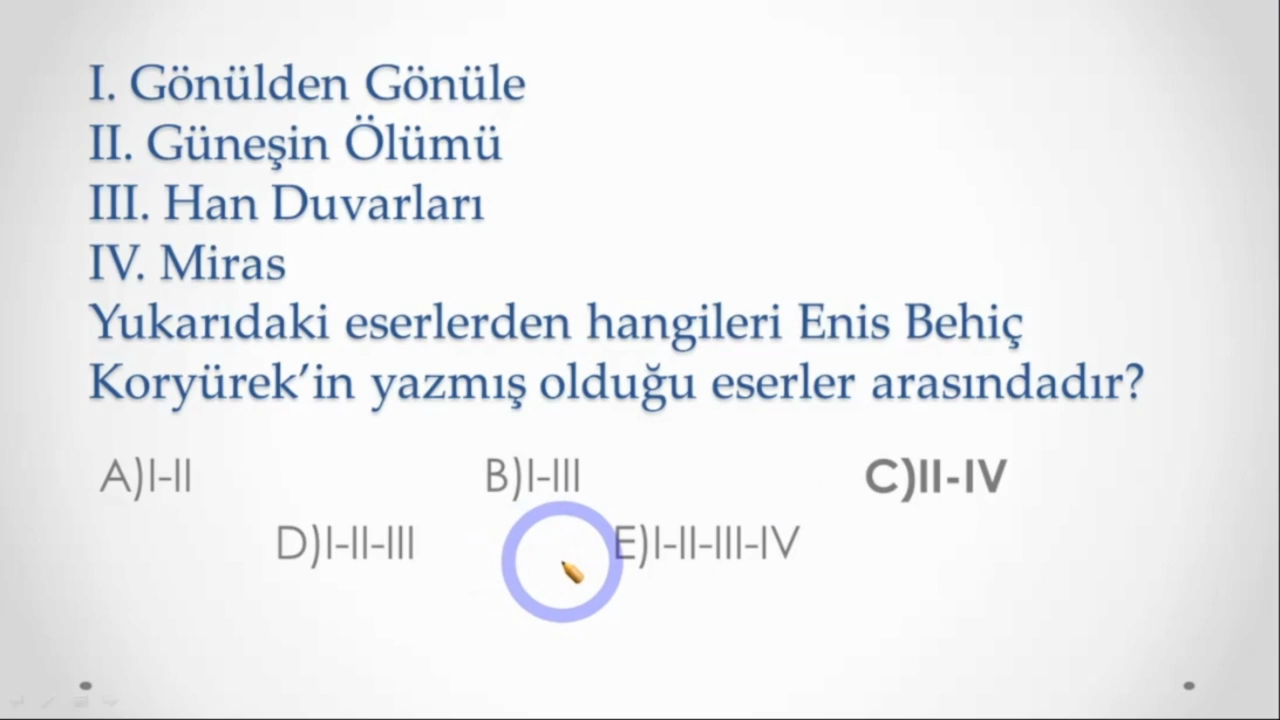 I. Gönülden Gönüle
II. Güneşin Ölümü
III. Han Duvarları
IV. Miras
Yukarıdaki eserlerden hangileri Enis Behiç
Koryürek’in yazmış olduğu eserler arasındadır?
A)I-II B)I-III C)II-IV
D)I-II-III E)I-II-III-IV